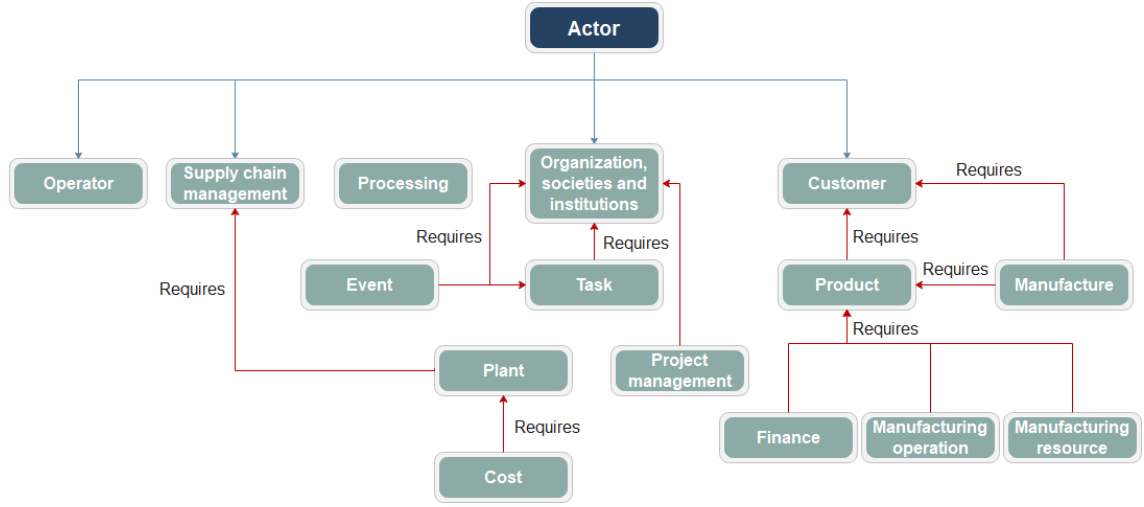 Actor
Operator
Supply chain
management
Processing
Organization,
societies and
institutions
Customer
Requires
Requires
Requires
Requires
Requires
Requires
Event
Task
Product
Manufacture
Requires
Plant
Project
management
Requires
Finance
Manufacturing
operation
Manufacturing
resource
Cost